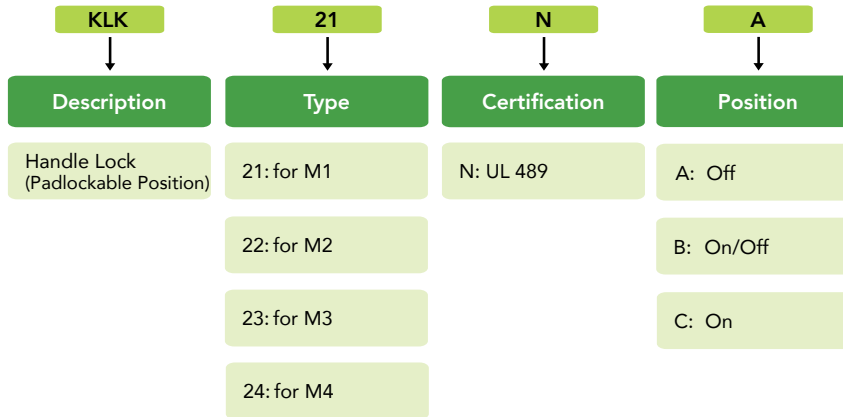 KLK 21 N A
Description Type Certification Position
Handle Lock
(Padlockable Position)
21: for M1
N: UL 489
A: Off
22: for M2
B: On/Off
23: for M3
C: On
24: for M4